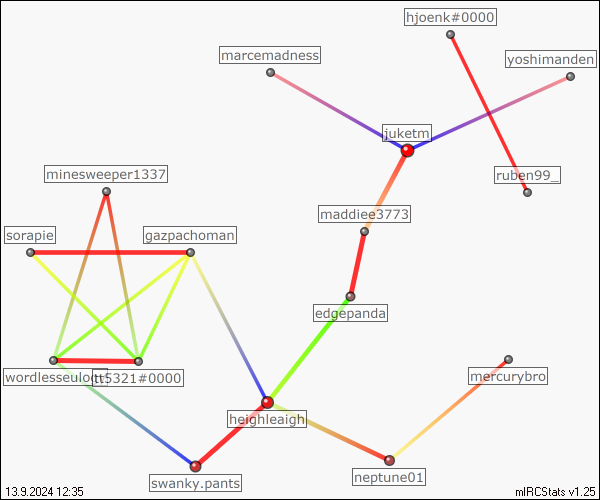 hjoenk#0000
marcemadness
yoshimanden
juketm
minesweeper1337
ruben99_
maddiee3773
sorapie
gazpachoman
edgepanda
mercurybro
tt5321#0000
heighleaigh
neptune01
swanky.pants
13.9.2024 12:35
mIRCStats v1.25